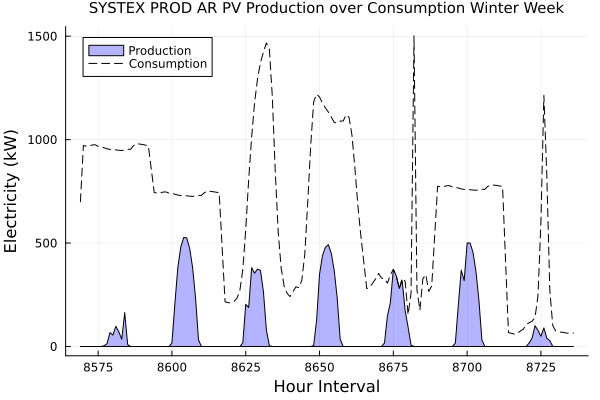 SYSTEX PROD AR PV Production over Consumption Winter Week
1500
1000
500
0
Electricity (kW)
Production
Consumption
8575
8600
8625
8650
8675
8700
8725
Hour Interval